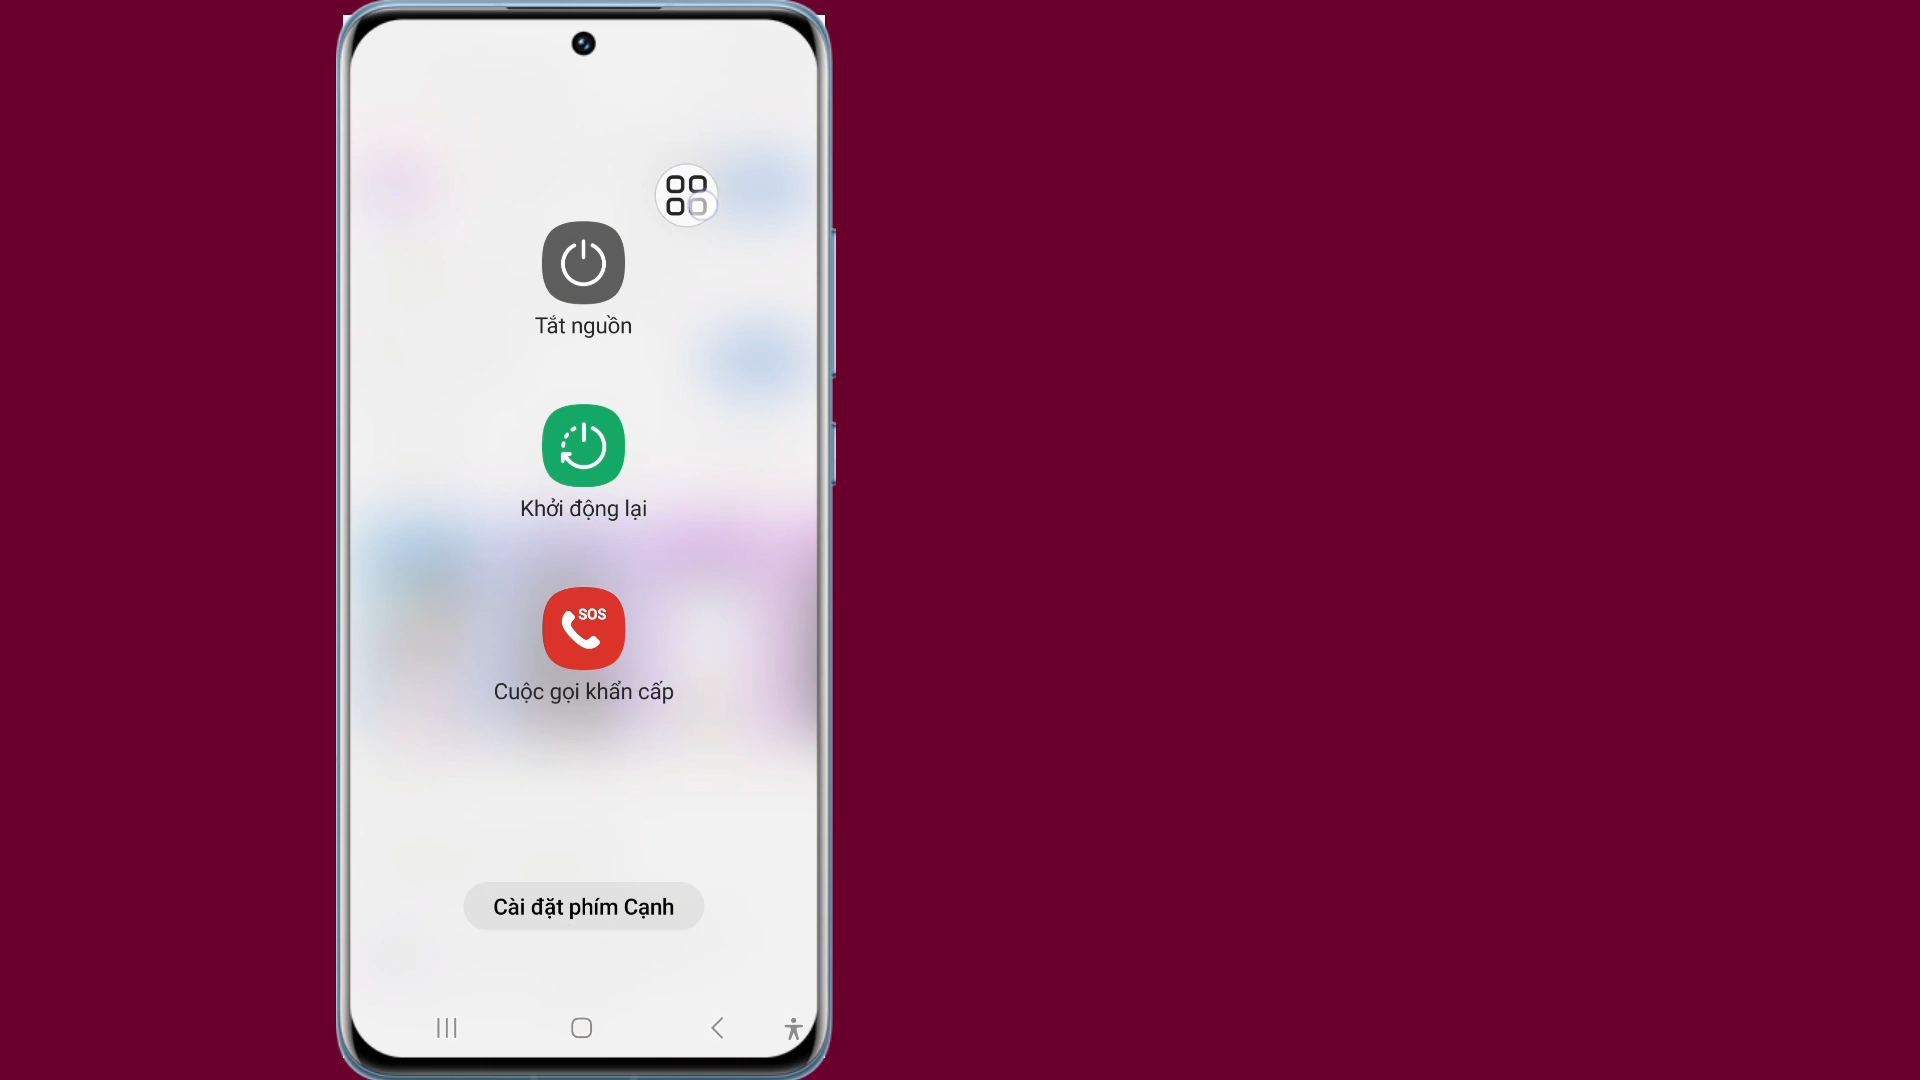 Tắt nguồn
Khởi động lại
SOS
Cuộc gọi khẩn cấp
Cài đặt phím Cạnh